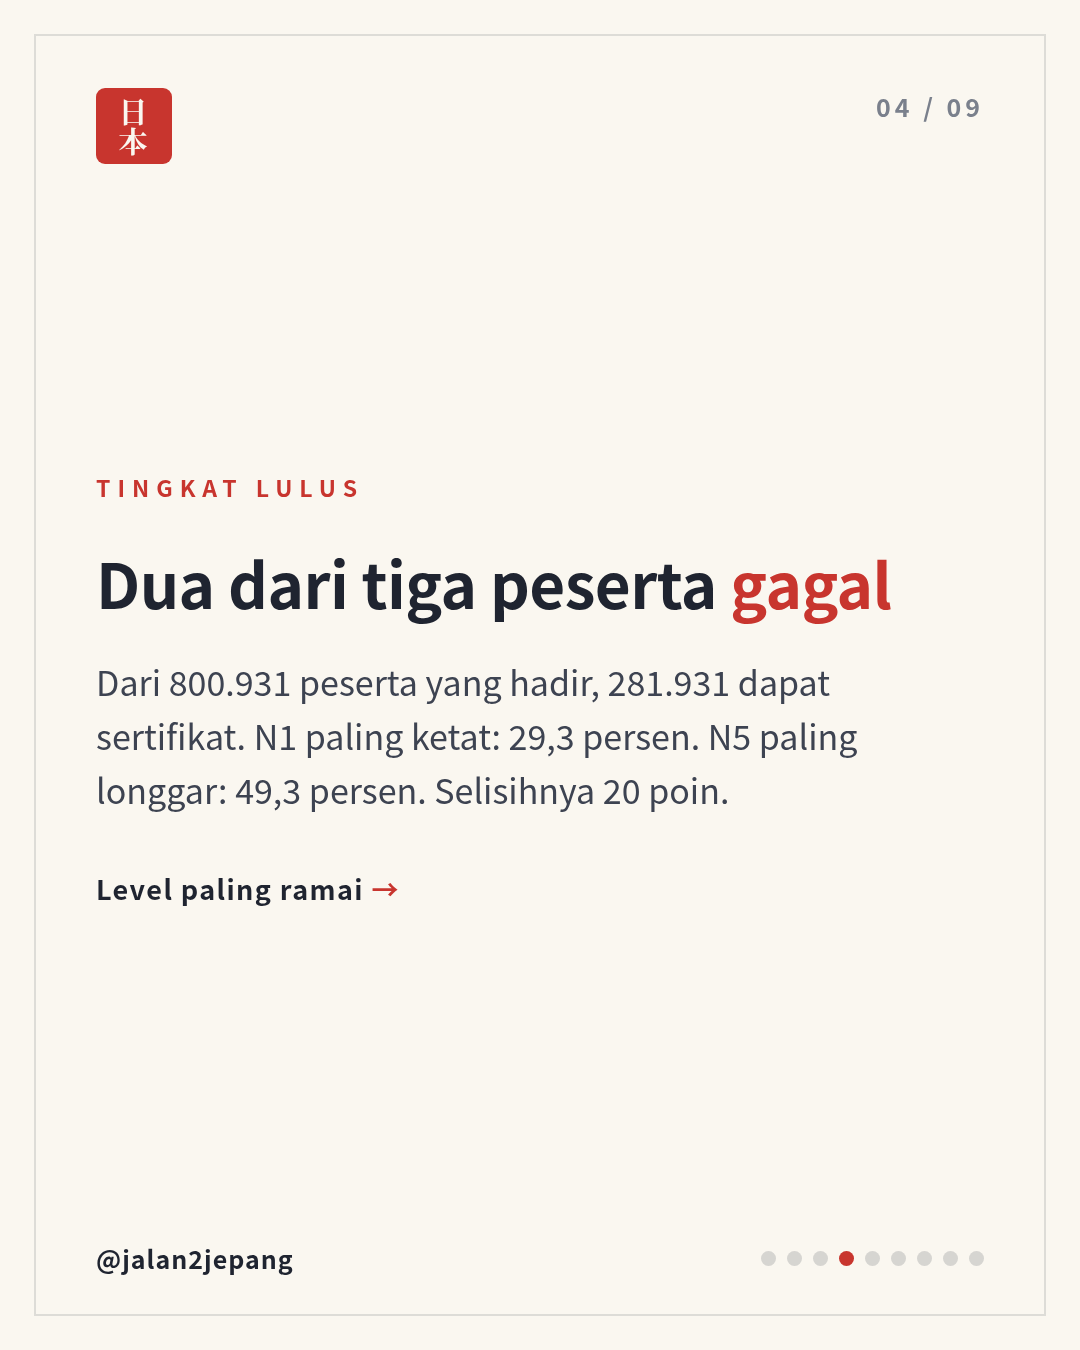 日
本
04 / 09
TINGKAT LULUS
Dua dari tiga peserta gagal
Dari 800.931 peserta yang hadir, 281.931 dapat
sertifikat. N1 paling ketat: 29,3 persen. N5 paling
longgar: 49,3 persen. Selisihnya 20 poin.
Level paling ramai →
@jalan2jepang